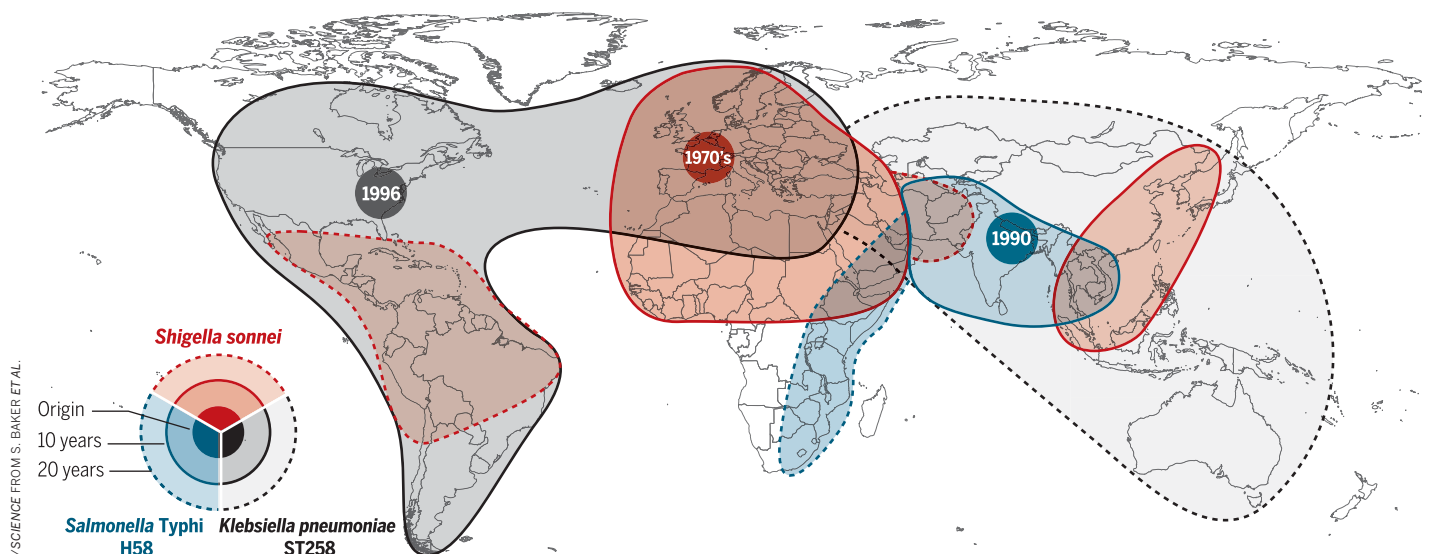 1996
1970's
1990
Shigella sonnei
Origin
10 years
20 years
Salmonella Typhi
H58
Klebsiella pneumoniae
ST258
/SCIENCE FROM S. BAKER ET AL.